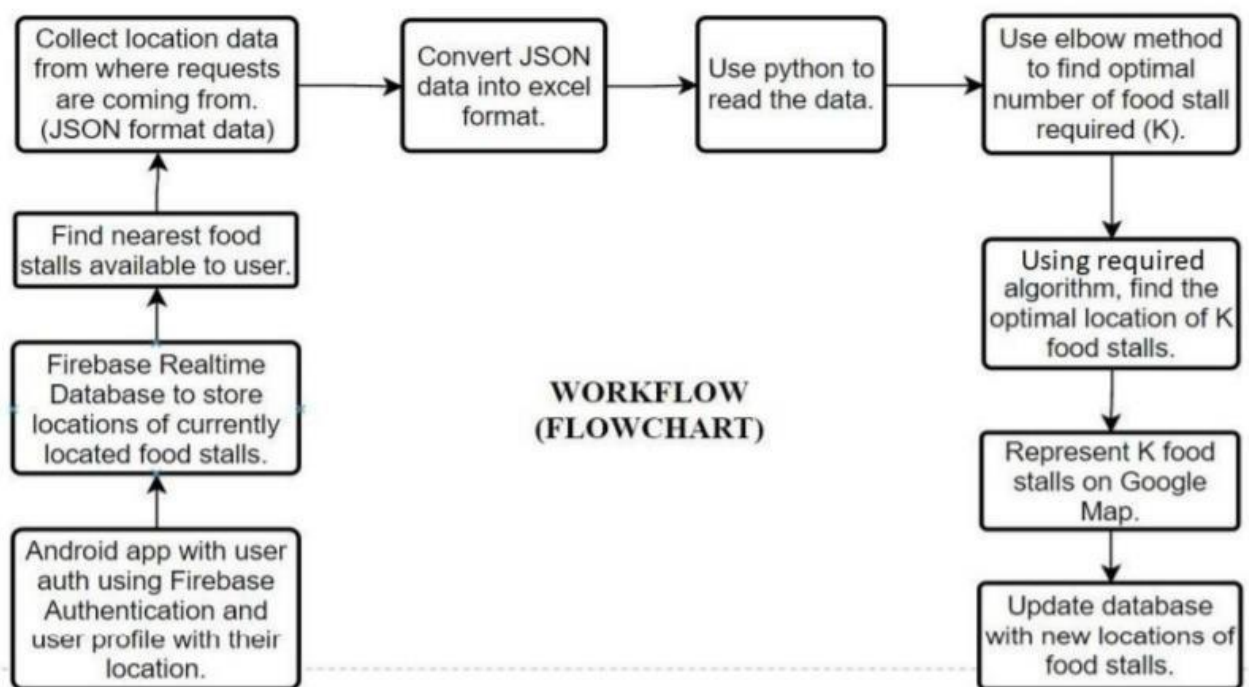 Collect location data
from where requests
are coming from.
(JSON format data)
Convert JSON
data into excel
format.
Use python to
read the data.
Use elbow method
to find optimal
number of food stall
required (K).
Find nearest food
stalls available to user.
Using required
algorithm, find the
optimal location of K
food stalls.
Firebase Realtime
Database to store
locations of currently
located food stalls.
WORKFLOW
(FLOWCHART)
Represent K food
stalls on Google
Map.
Android app with user
auth using Firebase
Authentication and
user profile with their
location.
Update database
with new locations of
food stalls.